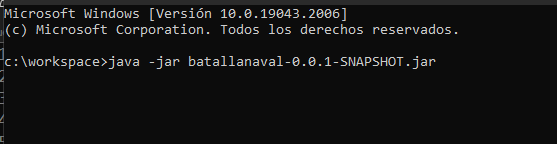 Microsoft Windows [Versión 10.0.19043.2006]
(c) Microsoft Corporation. Todos los derechos reservados.
c:\workspace>java -jar batallanaval-0.0.1-SNAPSHOT.jar